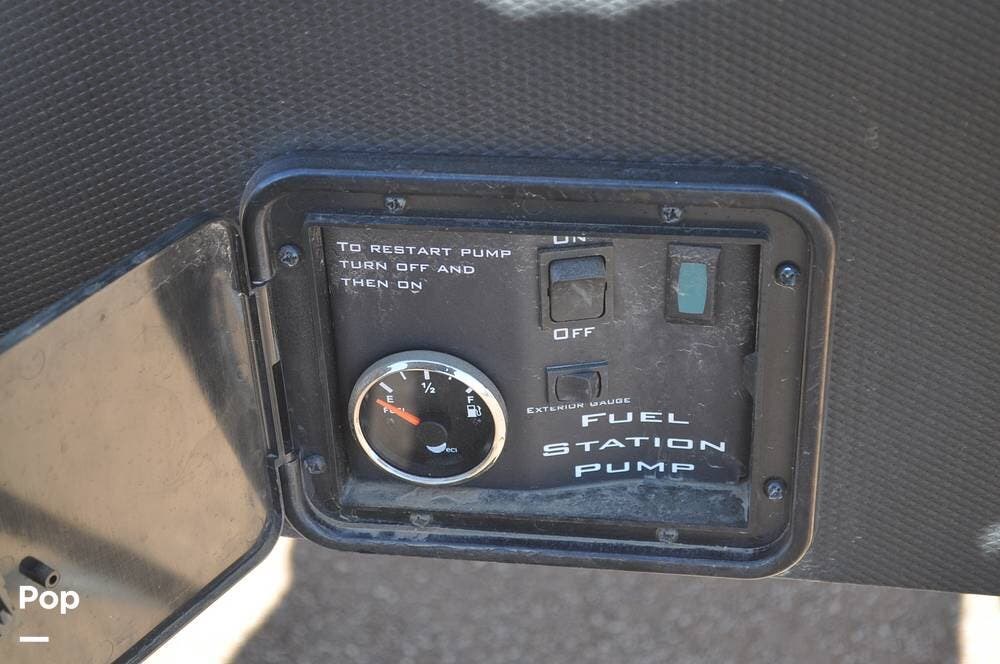 TO RESTART PUMP
TURN OFF AND
THEN ON
ON
OFF
EXTERIOR GAUGE
FUEL
STATION
PUMP
E
1/2
F
FUEL
eci
Pop